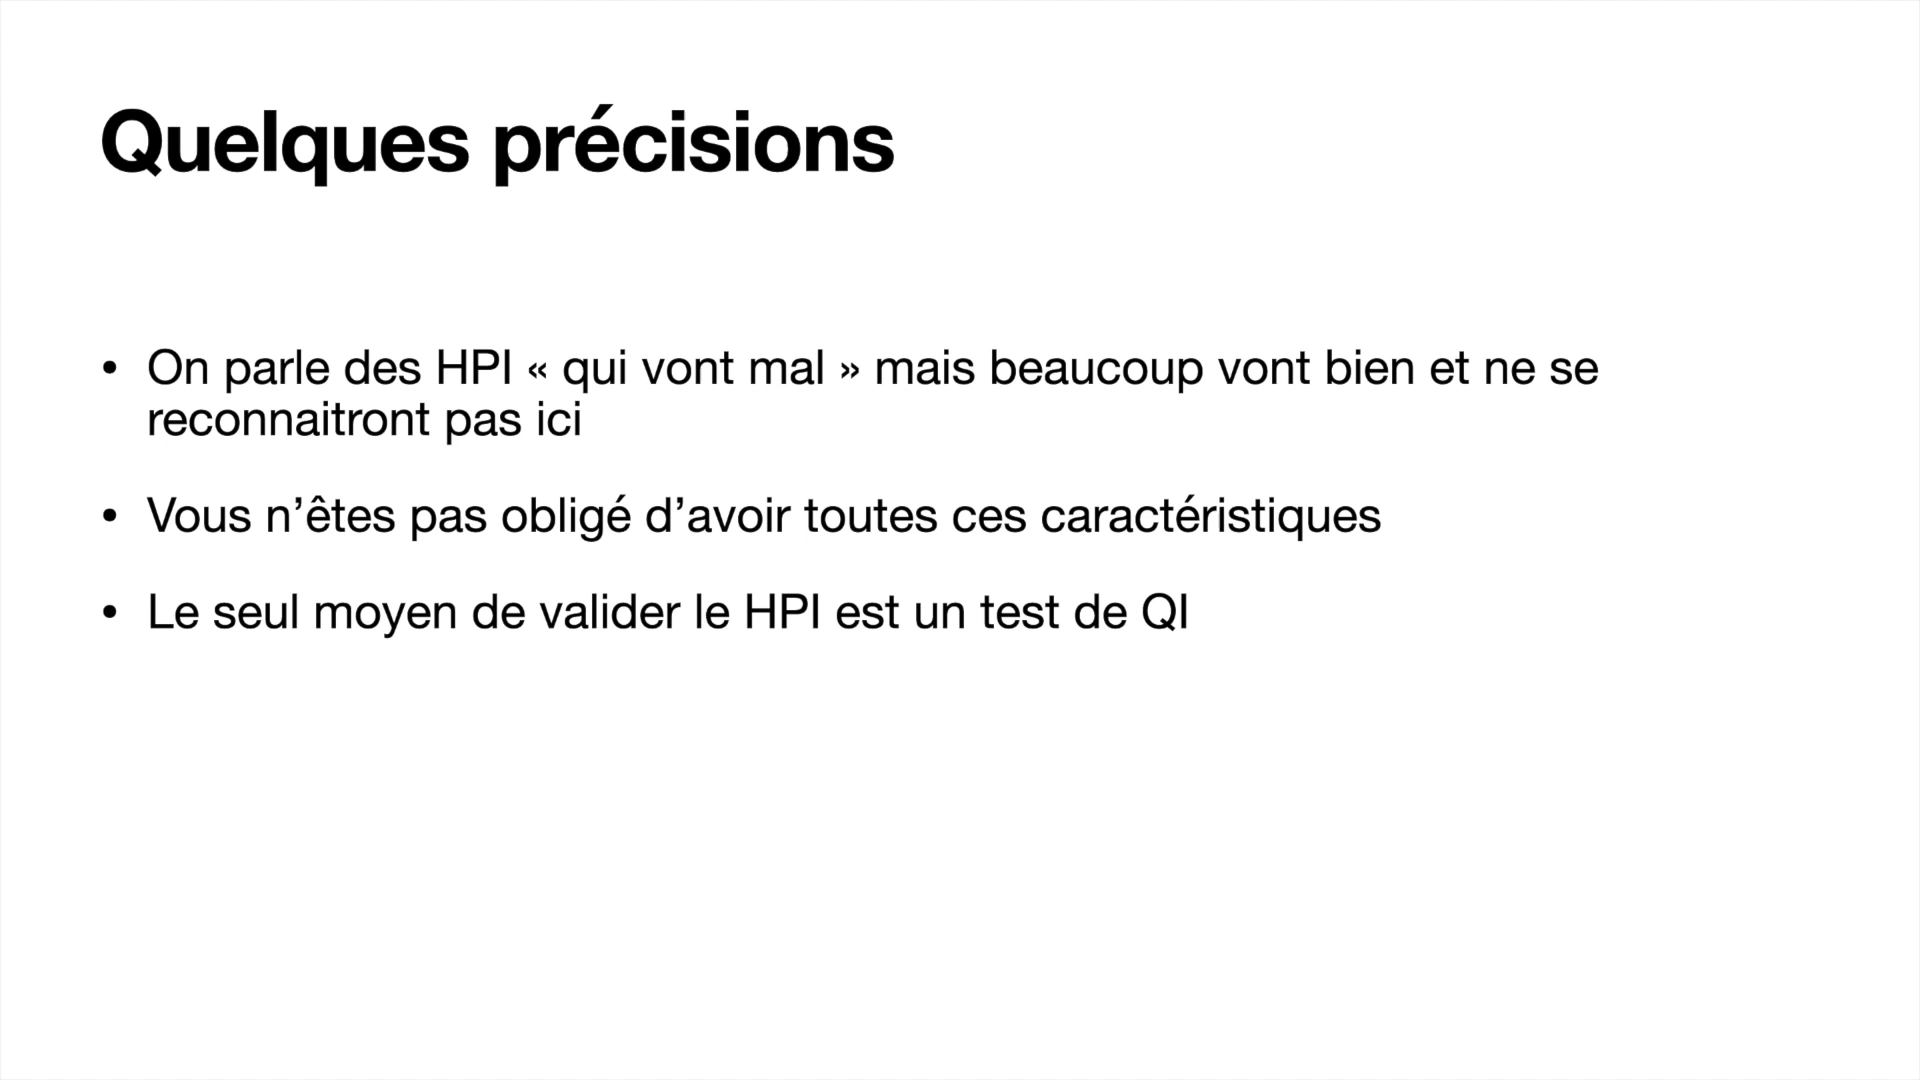 Quelques précisions
• On parle des HPI « qui vont mal » mais beaucoup vont bien et ne se
reconnaitront pas ici
• Vous n’êtes pas obligé d’avoir toutes ces caractéristiques
• Le seul moyen de valider le HPI est un test de QI